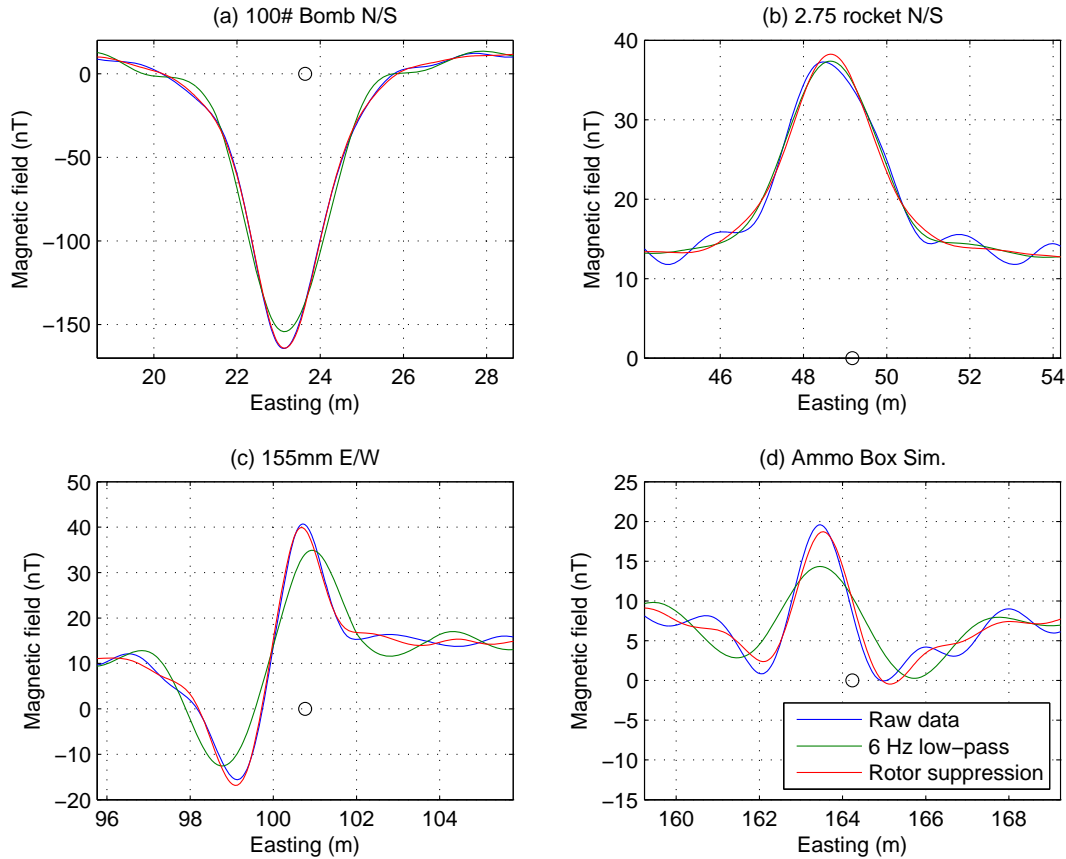 (a) 100# Bomb N/S
Magnetic field (nT)
0
−50
−100
−150
20 22 24 26 28
Easting (m)
(b) 2.75 rocket N/S
Magnetic field (nT)
40
30
20
10
0
46 48 50 52 54
Easting (m)
(c) 155mm E/W
Magnetic field (nT)
50
40
30
20
10
0
−10
−20
96 98 100 102 104
Easting (m)
(d) Ammo Box Sim.
Magnetic field (nT)
25
20
15
10
5
0
−5
−10
−15
160 162 164 166 168
Easting (m)
Raw data
6 Hz low−pass
Rotor suppression